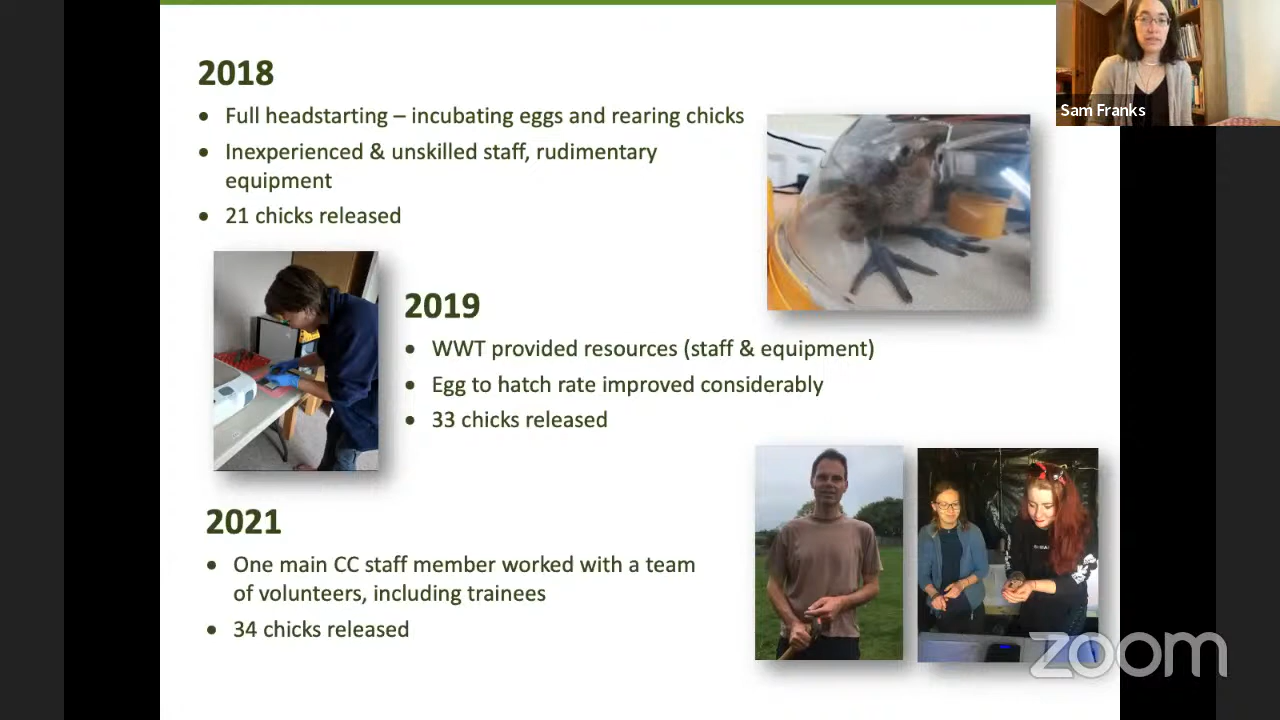 2018
• Full headstarting – incubating eggs and rearing chicks
• Inexperienced & unskilled staff, rudimentary
equipment
• 21 chicks released
Sam Franks
2019
• WWT provided resources (staff & equipment)
• Egg to hatch rate improved considerably
• 33 chicks released
2021
• One main CC staff member worked with a team
of volunteers, including trainees
• 34 chicks released
zoom